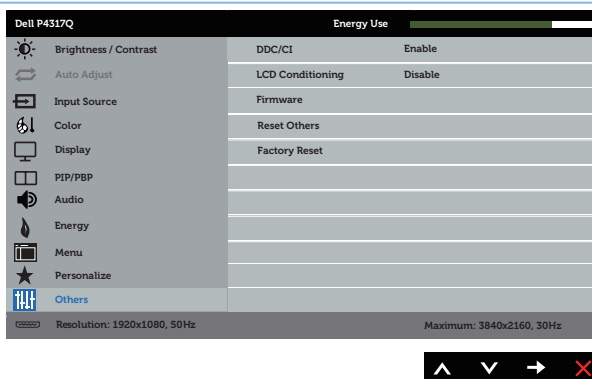 Dell P4317Q Energy Use
Brightness / Contrast DDC/CI Enable
Auto Adjust LCD Conditioning Disable
Input Source Firmware
Color Reset Others
Display Factory Reset
PIP/PBP
Audio
Energy
Menu
Personalize
Others
Resolution: 1920x1080, 50Hz Maximum: 3840x2160, 30Hz